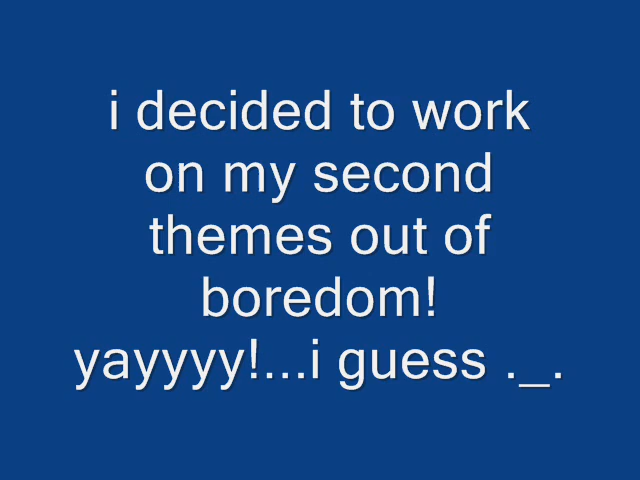 i decided to work
on my second
themes out of
boredom!
yayyyy!...i guess ._.